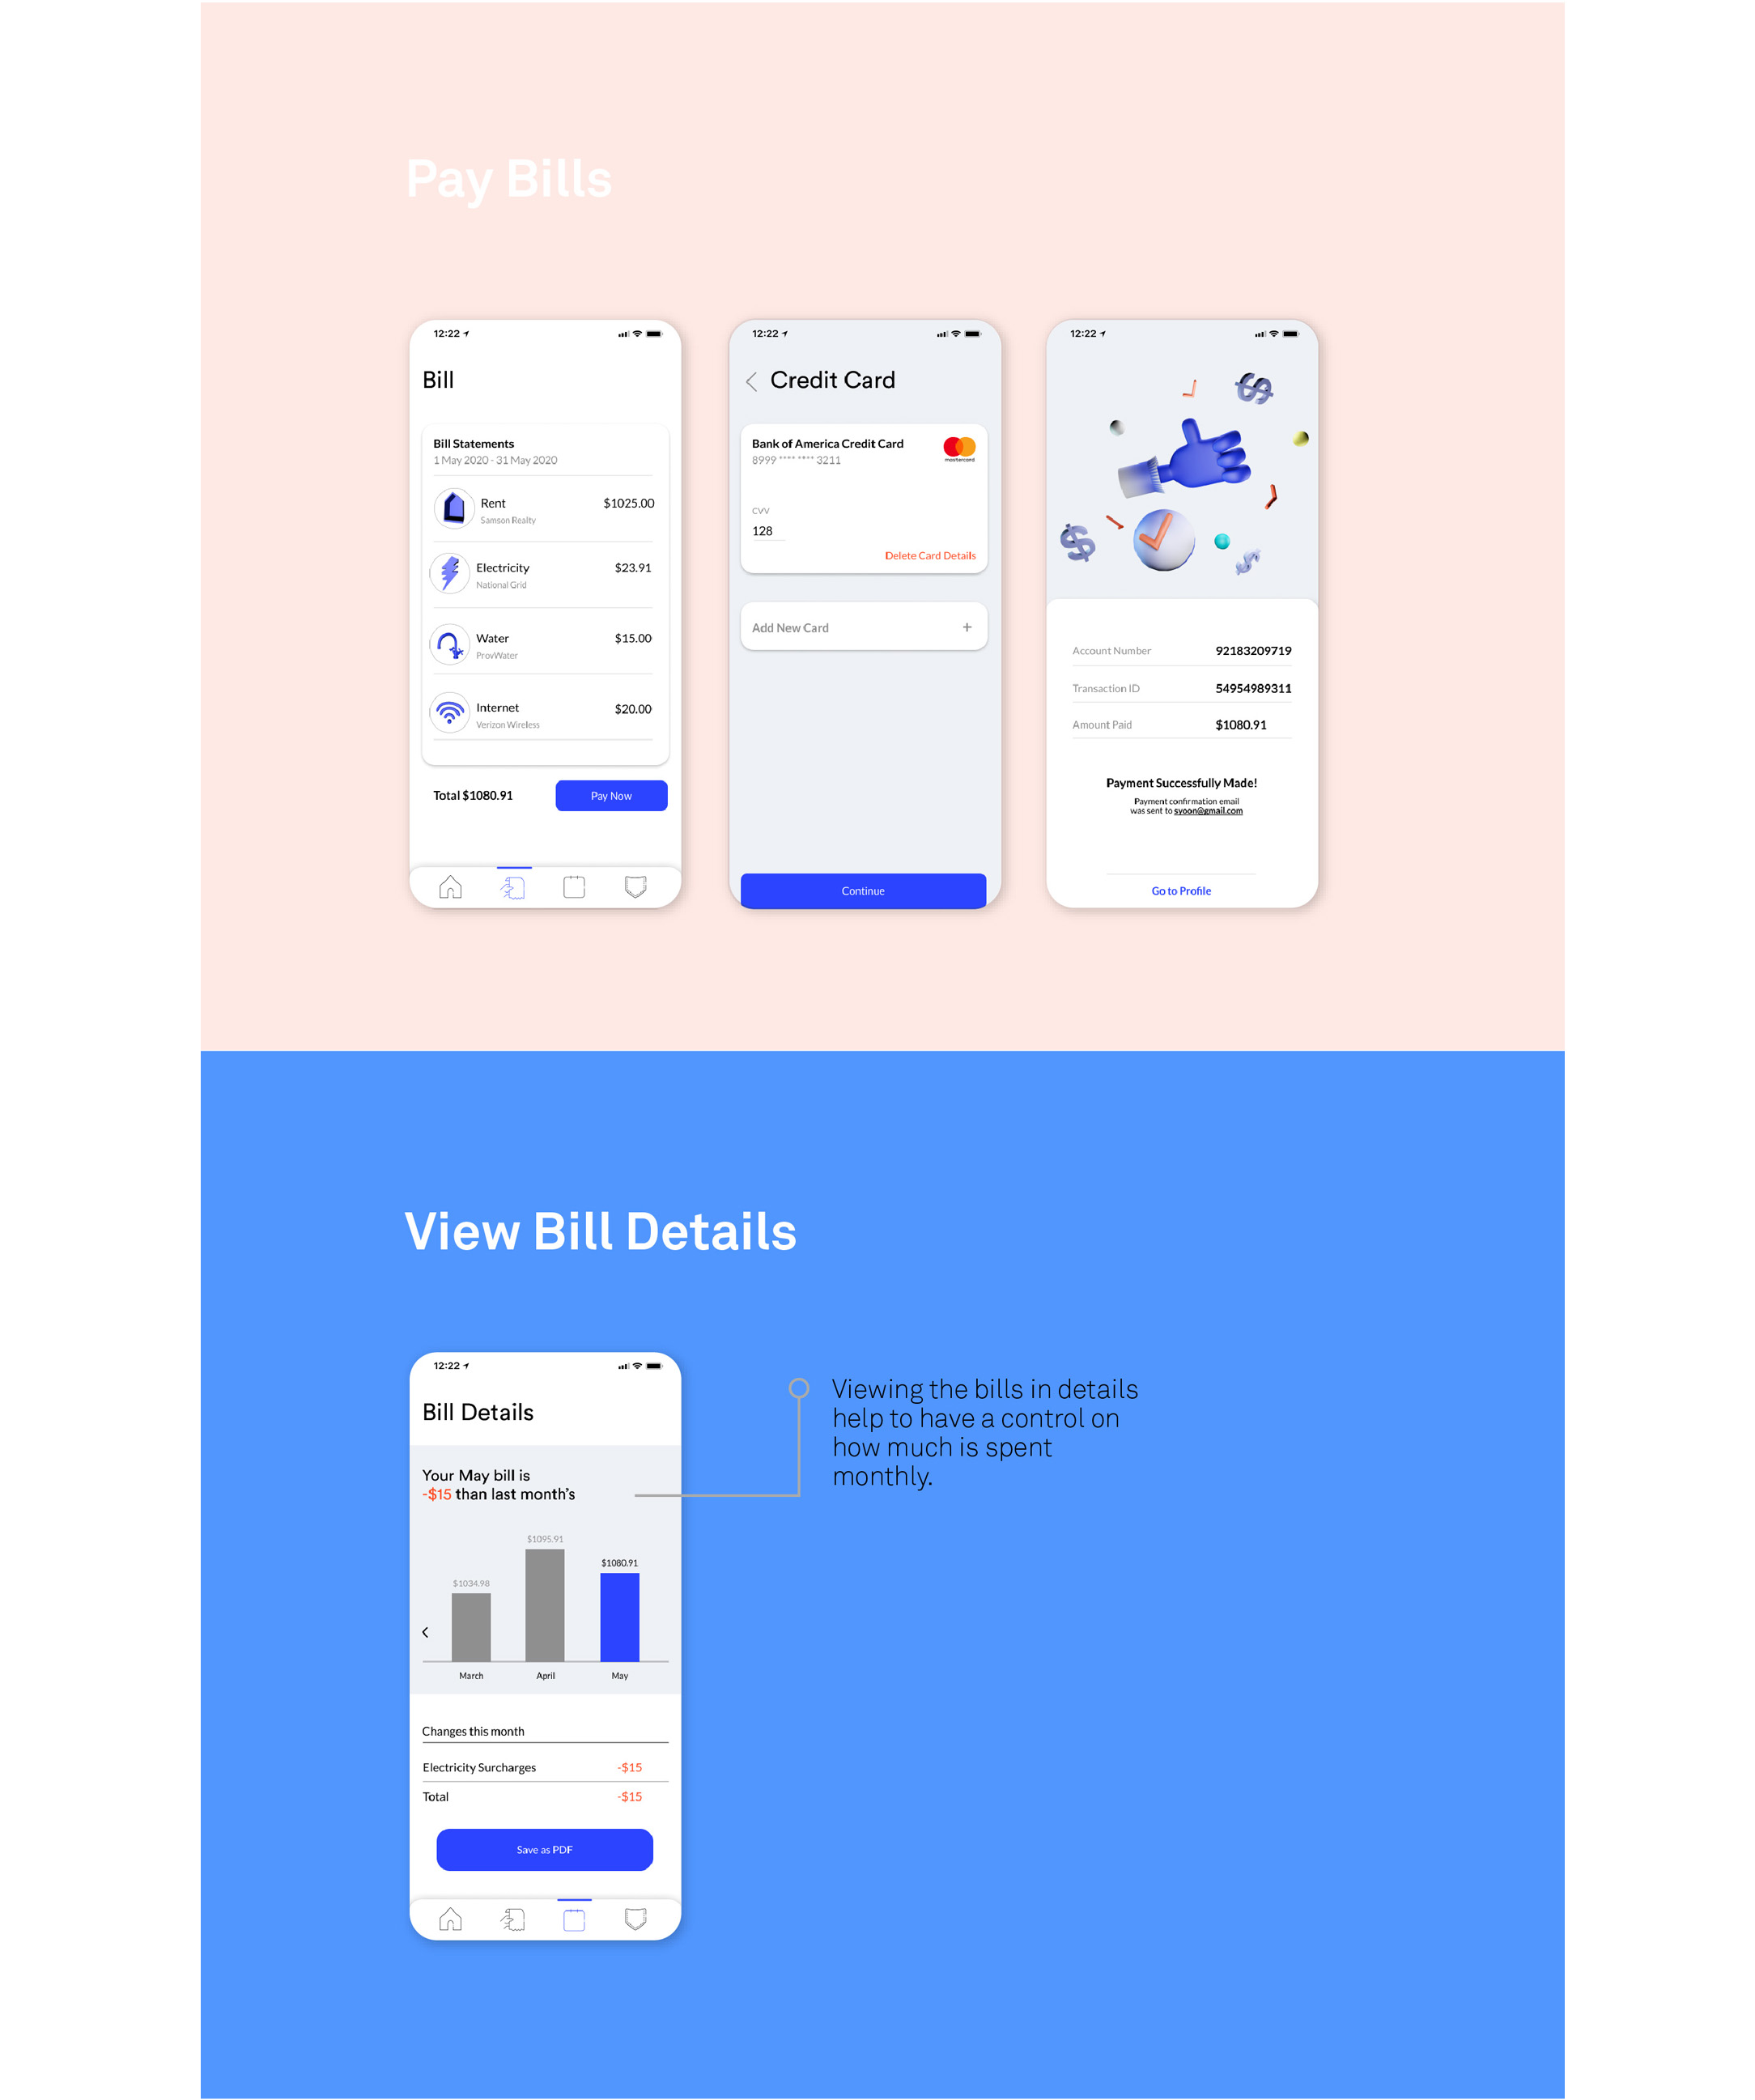 Pay Bills
12:22
Bill
Bill Statements
1 May 2020 - 31 May 2020
Rent $1025.00
Samson Realty
Electricity $23.91
National Grid
Water $15.00
ProvWater
Internet $20.00
Verizon Wireless
Total $1080.91 Pay Now
12:22
Credit Card
Bank of America Credit Card
8999 **** **** 3211
mastercard
CVV
128
Delete Card Details
Add New Card +
Continue
12:22
Account Number 92183209719
Transaction ID 54954989311
Amount Paid $1080.91
Payment Successfully Made!
Payment confirmation email
was sent to syoon@gmail.com
Go to Profile
View Bill Details
12:22
Bill Details
Your May bill is
-$15 than last month's
$1095.91
$1080.91
$1034.98
March April May
Changes this month
Electricity Surcharges -$15
Total -$15
Save as PDF
Viewing the bills in details
help to have a control on
how much is spent
monthly.